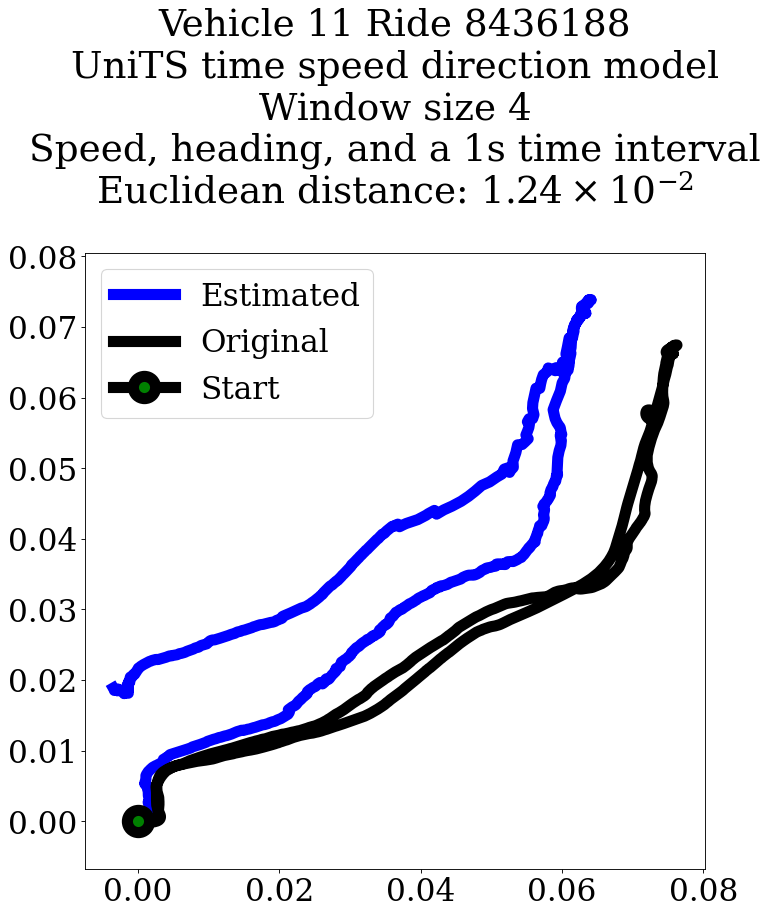 Vehicle 11 Ride 8436188
UniTS time speed direction model
Window size 4
Speed, heading, and a 1s time interval
Euclidean distance: 1.24 × 10⁻²
0.08
0.07
0.06
0.05
0.04
0.03
0.02
0.01
0.00
Estimated
Original
Start
0.00 0.02 0.04 0.06 0.08